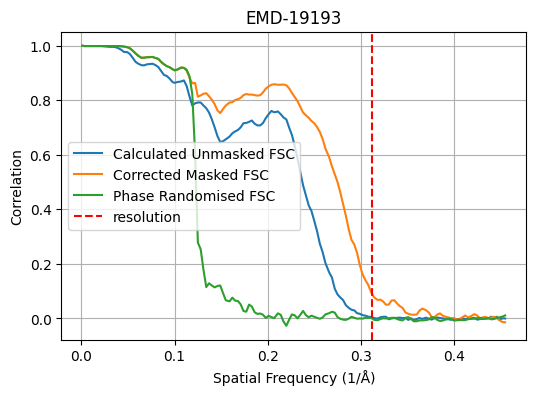 EMD-19193
1.0
0.8
0.6
0.4
0.2
0.0
Correlation
Calculated Unmasked FSC
Corrected Masked FSC
Phase Randomised FSC
resolution
0.0 0.1 0.2 0.3 0.4
Spatial Frequency (1/Å)